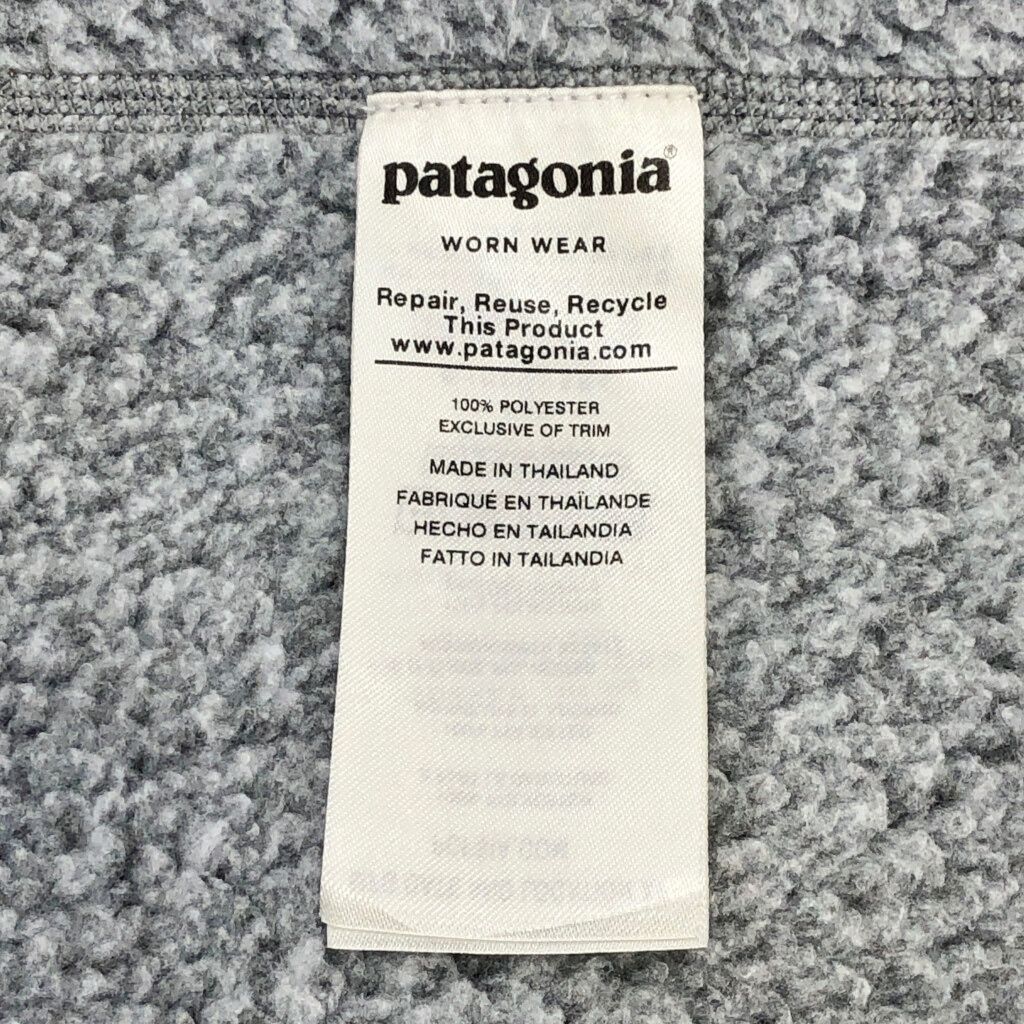 patagonia®
WORN WEAR
Repair, Reuse, Recycle
This Product
www.patagonia.com
100% POLYESTER
EXCLUSIVE OF TRIM
MADE IN THAILAND
FABRIQUÉ EN THAÏLANDE
HECHO EN TAILANDIA
FATTO IN TAILANDIA